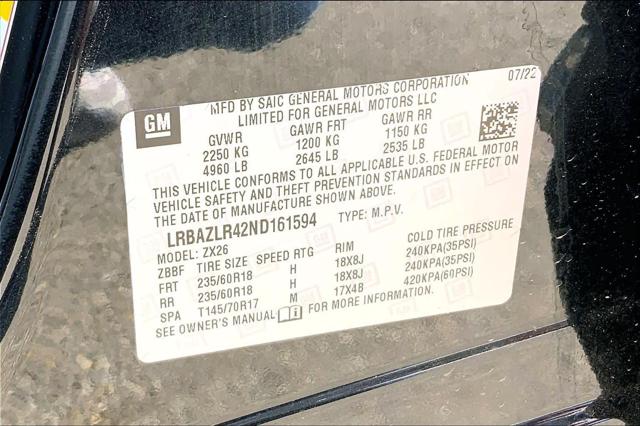 GM
07/22
MFD BY SAIC GENERAL MOTORS CORPORATION
LIMITED FOR GENERAL MOTORS LLC
GVWR GAWR FRT GAWR RR
2250 KG 1200 KG 1150 KG
4960 LB 2645 LB 2535 LB
THIS VEHICLE CONFORMS TO ALL APPLICABLE U.S. FEDERAL MOTOR
VEHICLE SAFETY AND THEFT PREVENTION STANDARDS IN EFFECT ON
THE DATE OF MANUFACTURE SHOWN ABOVE.
LRBAZLR42ND161594 TYPE: M.P.V.
MODEL: ZX26
ZBBF TIRE SIZE SPEED RTG RIM COLD TIRE PRESSURE
FRT 235/60R18 H 18X8J 240KPA(35PSI)
RR 235/60R18 H 18X8J 240KPA(35PSI)
SPA T145/70R17 M 17X4B 420KPA(60PSI)
SEE OWNER'S MANUAL FOR MORE INFORMATION.